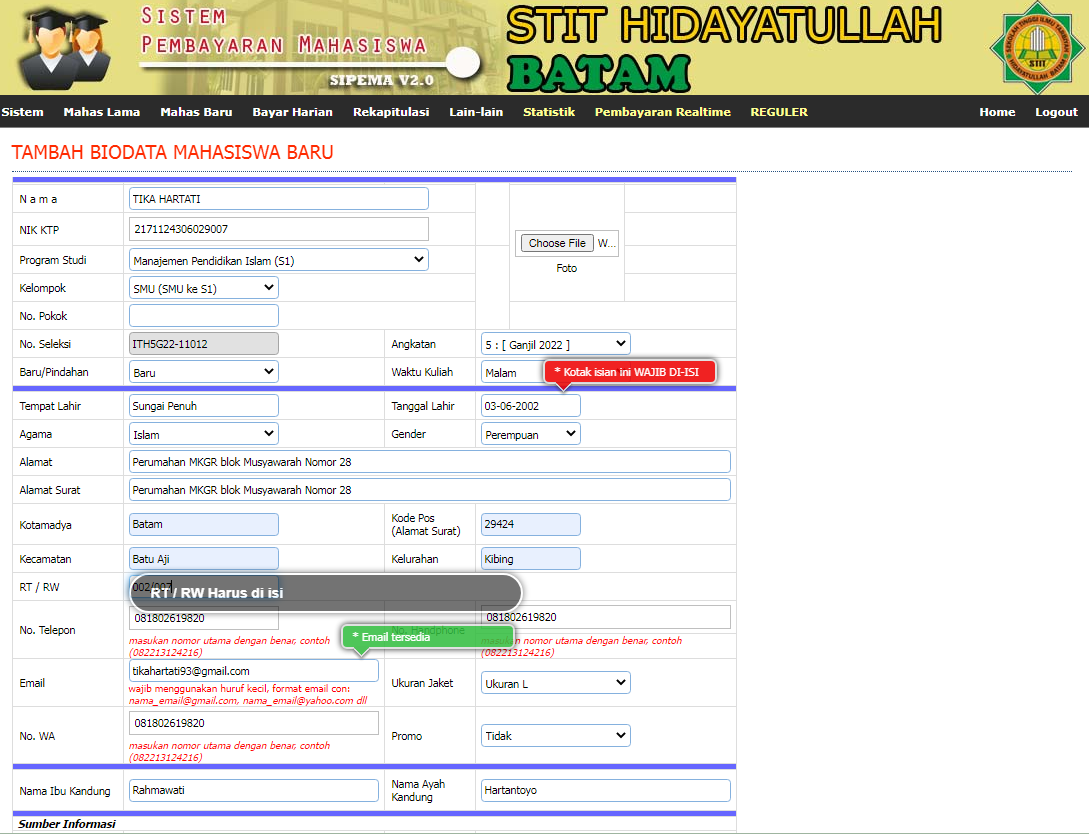 SISTEM
PEMBAYARAN MAHASISWA
SIPEMA V2.0
STIT HIDAYATULLAH
BATAM
STIT
Sistem Mahas Lama Mahas Baru Bayar Harian Rekapitulasi Lain-lain Statistik Pembayaran Realtime REGULER Home Logout
TAMBAH BIODATA MAHASISWA BARU
N a m a TIKA HARTATI
NIK KTP 2171124306029007
Choose File W...
Program Studi Manajemen Pendidikan Islam (S1)
Foto
Kelompok SMU (SMU ke S1)
No. Pokok
No. Seleksi ITH5G22-11012 Angkatan 5 : [ Ganjil 2022 ]
Baru/Pindahan Baru Waktu Kuliah Malam * Kotak isian ini WAJIB DI-ISI
Tempat Lahir Sungai Penuh Tanggal Lahir 03-06-2002
Agama Islam Gender Perempuan
Alamat Perumahan MKGR blok Musyawarah Nomor 28
Alamat Surat Perumahan MKGR blok Musyawarah Nomor 28
Kotamadya Batam Kode Pos (Alamat Surat) 29424
Kecamatan Batu Aji Kelurahan Kibing
RT / RW 002/007
RT / RW Harus di isi
No. Telepon 081802619820 No. Handphone 081802619820
masukan nomor utama dengan benar, contoh (082213124216)
masukan nomor utama dengan benar, contoh (082213124216)
* Email tersedia
Email tikahartati93@gmail.com Ukuran Jaket Ukuran L
wajib menggunakan huruf kecil, format email con:
nama_email@gmail.com, nama_email@yahoo.com dll
No. WA 081802619820 Promo Tidak
masukan nomor utama dengan benar, contoh
(082213124216)
Nama Ibu Kandung Rahmawati Nama Ayah Kandung Hartantoyo
Sumber Informasi